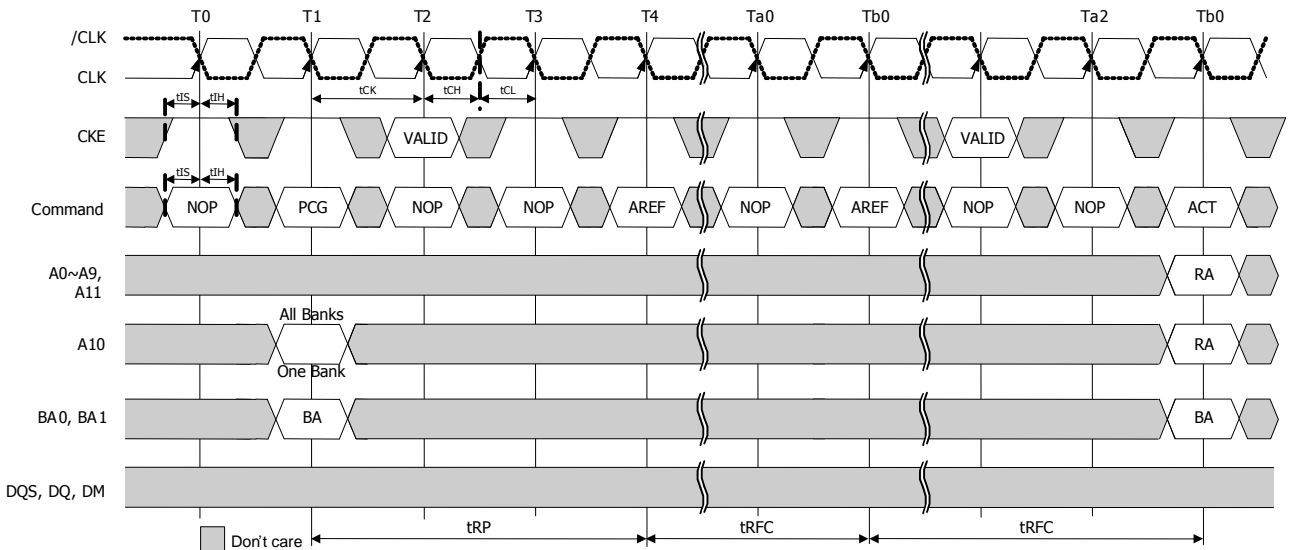 T0 T1 T2 T3 T4 Ta0 Tb0 Ta2 Tb0
/CLK
CLK
tCK tCH tCL
tIS tIH
CKE VALID VALID
tIS tIH
Command NOP PCG NOP NOP AREF NOP AREF NOP NOP ACT
A0~A9,
A11
RA
All Banks
A10 RA
One Bank
BA0, BA1 BA BA
DQS, DQ, DM
tRP tRFC tRFC
Don't care